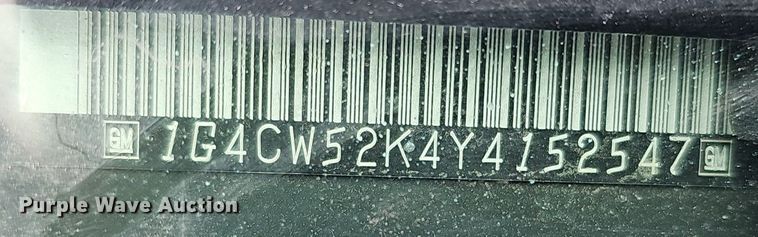 GM 1G4CW52K4Y4152547 GM
Purple Wave Auction